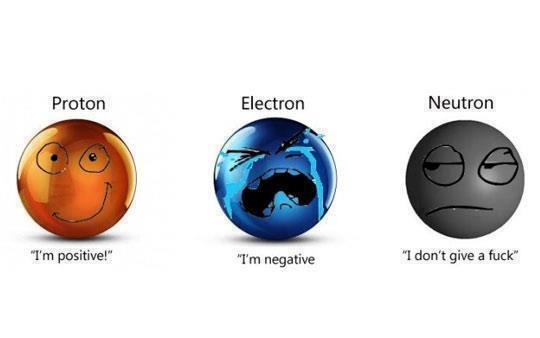 Proton
Electron
Neutron
"I'm positive!"
"I'm negative
"I don't give a fuck"